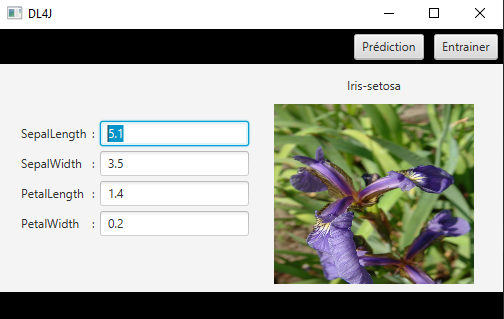 DL4J
Prédiction Entrainer
Iris-setosa
SepalLength : 5.1
SepalWidth : 3.5
PetalLength : 1.4
PetalWidth : 0.2